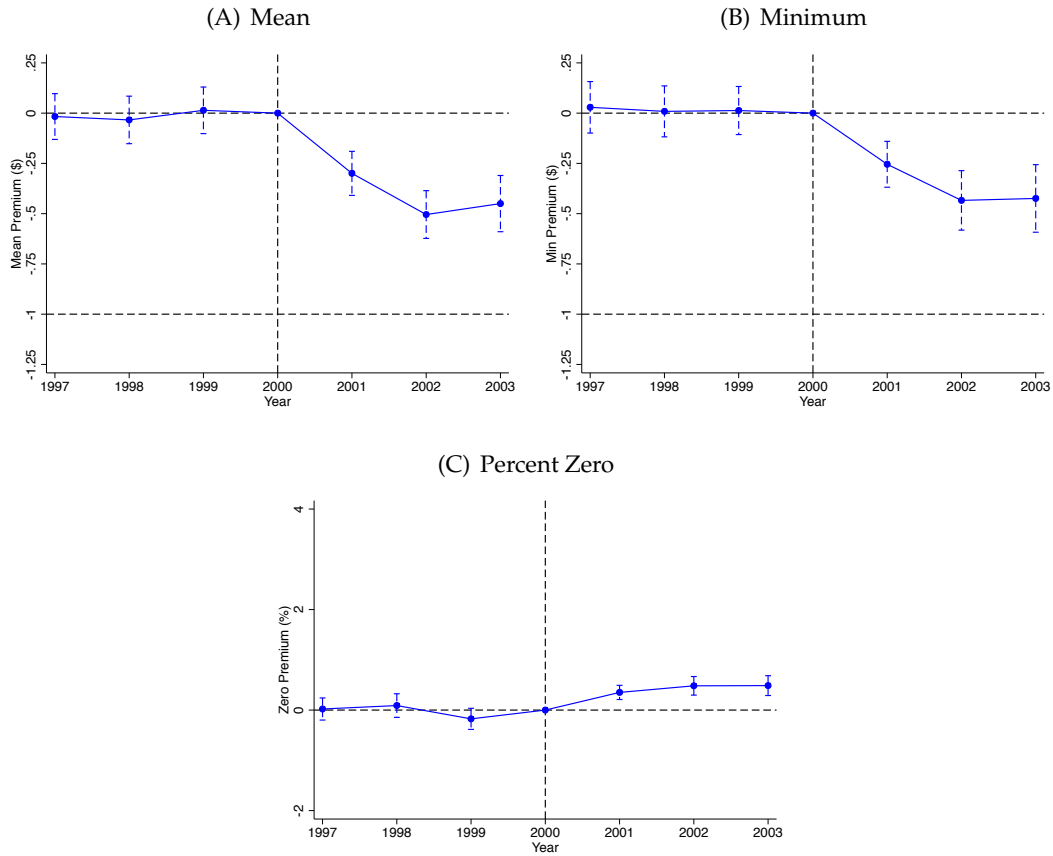 (A) Mean
Mean Premium ($)
.25
0
-.25
-.5
-.75
-1
-1.25
1997 1998 1999 2000 2001 2002 2003
Year
(B) Minimum
Min Premium ($)
.25
0
-.25
-.5
-.75
-1
-1.25
1997 1998 1999 2000 2001 2002 2003
Year
(C) Percent Zero
Zero Premium (%)
4
2
0
-2
1997 1998 1999 2000 2001 2002 2003
Year